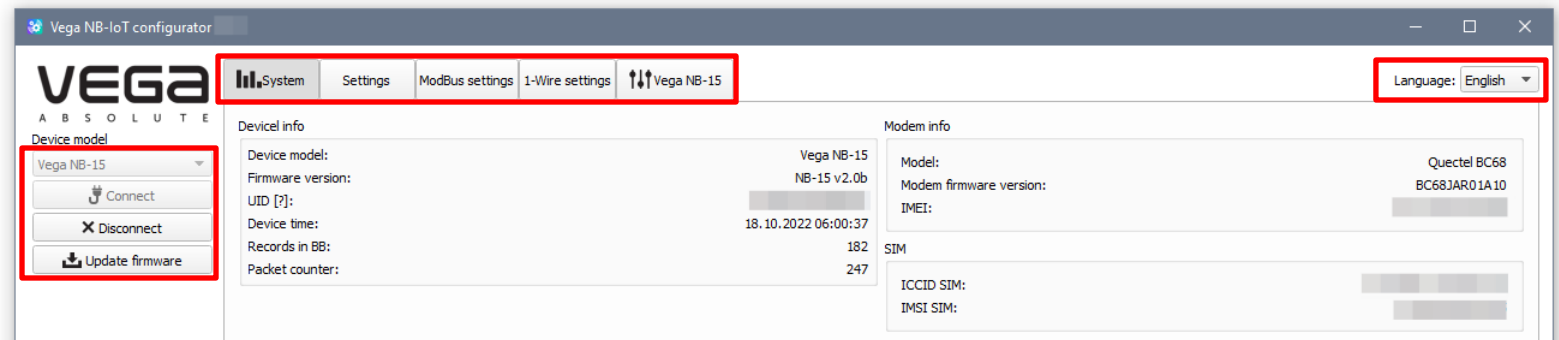 Vega NB-IoT configurator
VEGA
ABSOLUTE
System
Settings
ModBus settings
1-Wire settings
Vega NB-15
Language: English
Device model
Vega NB-15
Connect
Disconnect
Update firmware
Devicel info
Device model: Vega NB-15
Firmware version: NB-15 v2.0b
UID [?]:
Device time: 18.10.2022 06:00:37
Records in BB: 182
Packet counter: 247
Modem info
Model: Quectel BC68
Modem firmware version: BC68JAR01A10
IMEI:
SIM
ICCID SIM:
IMSI SIM: